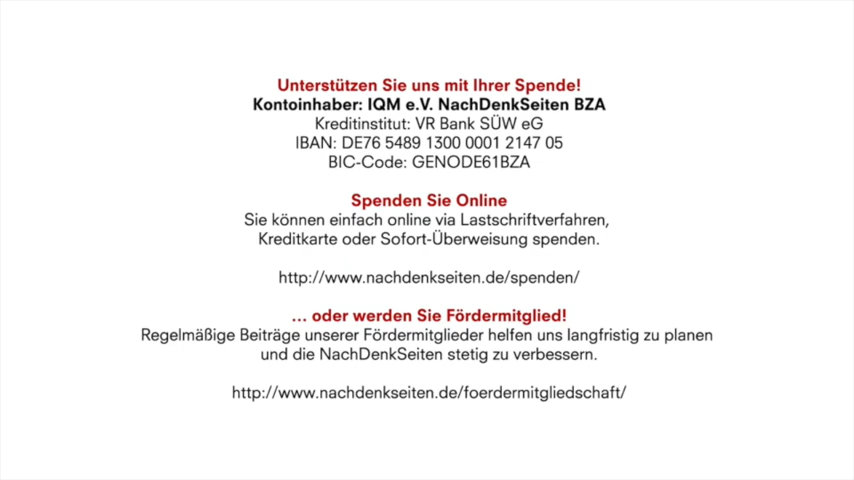 Unterstützen Sie uns mit Ihrer Spende!
Kontoinhaber: IQM e.V. NachDenkSeiten BZA
Kreditinstitut: VR Bank SÜW eG
IBAN: DE76 5489 1300 0001 2147 05
BIC-Code: GENODE61BZA
Spenden Sie Online
Sie können einfach online via Lastschriftverfahren,
Kreditkarte oder Sofort-Überweisung spenden.
http://www.nachdenkseiten.de/spenden/
... oder werden Sie Fördermitglied!
Regelmäßige Beiträge unserer Fördermitglieder helfen uns langfristig zu planen
und die NachDenkSeiten stetig zu verbessern.
http://www.nachdenkseiten.de/foerdermitgliedschaft/